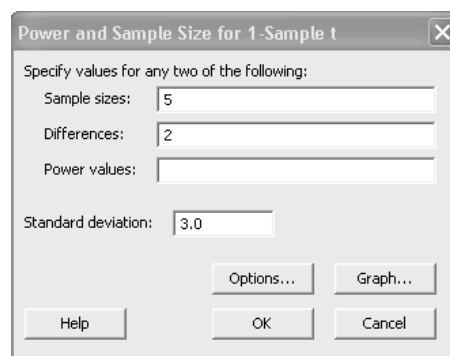 Power and Sample Size for 1-Sample t
Specify values for any two of the following:
Sample sizes: 5
Differences: 2
Power values:
Standard deviation: 3.0
Options... Graph...
Help OK Cancel